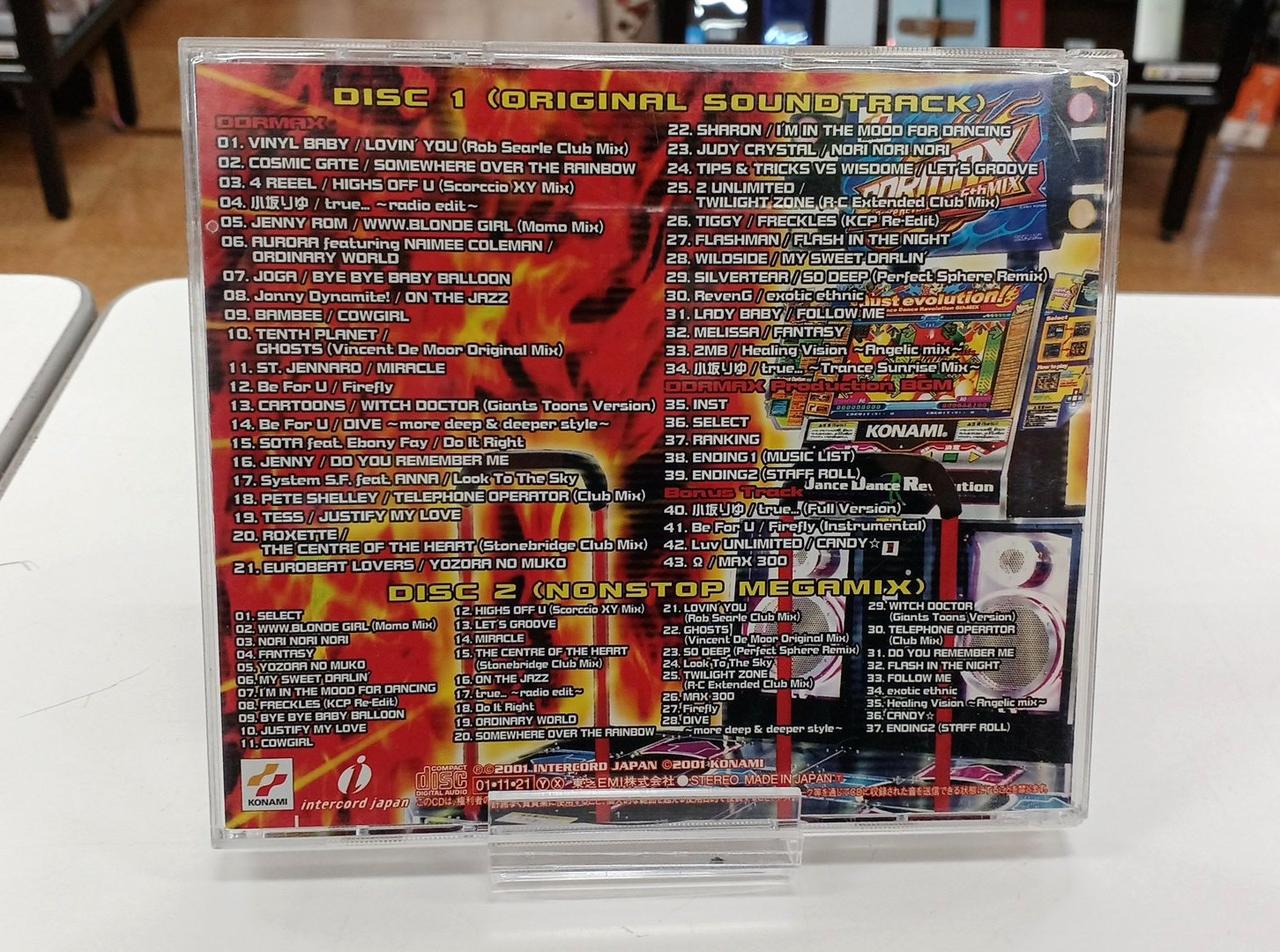 DISC 1 (ORIGINAL SOUNDTRACK)
DDRMAX
01. VINYL BABY / LOVIN' YOU (Rob Searle Club Mix)
02. COSMIC GATE / SOMEWHERE OVER THE RAINBOW
03. 4 REEEL / HIGHS OFF U (Scorccio XY Mix)
04. 小坂りゆ / true... ~radio edit~
05. JENNY ROM / WWW.BLONDE GIRL (Momo Mix)
06. AURORA featuring NAIMEE COLEMAN /
ORDINARY WORLD
07. JOGA / BYE BYE BABY BALLOON
08. Jonny Dynamite! / ON THE JAZZ
09. BAMBEE / COWGIRL
10. TENTH PLANET /
GHOSTS (Vincent De Moor Original Mix)
11. ST. JENNARO / MIRACLE
12. Be For U / Firefly
13. CARTOONS / WITCH DOCTOR (Giants Toons Version)
14. Be For U / DIVE ~more deep & deeper style~
15. SOTA feat. Ebony Fay / Do It Right
16. JENNY / DO YOU REMEMBER ME
17. System S.F. feat. ANNA / Look To The Sky
18. PETE SHELLEY / TELEPHONE OPERATOR (Club Mix)
19. TESS / JUSTIFY MY LOVE
20. ROXETTE /
THE CENTRE OF THE HEART (Stonebridge Club Mix)
21. EUROBEAT LOVERS / YOZORA NO MUKO
22. SHARON / I'M IN THE MOOD FOR DANCING
23. JUDY CRYSTAL / NORI NORI NORI
24. TIPS & TRICKS VS WISDOME / LET'S GROOVE
25. 2 UNLIMITED /
TWILIGHT ZONE (R-C Extended Club Mix)
26. TIGGY / FRECKLES (KCP Re-Edit)
27. FLASHMAN / FLASH IN THE NIGHT
28. WILDSIDE / MY SWEET DARLIN'
29. SILVERTEAR / SO DEEP (Perfect Sphere Remix)
30. RevenG / exotic ethnic
31. LADY BABY / FOLLOW ME
32. MELISSA / FANTASY
33. 2MB / Healing Vision ~Angelic mix~
34. 小坂りゆ / true... ~Trance Sunrise Mix~
DDRMAX Production BGM
35. INST
36. SELECT
37. RANKING
38. ENDING1 (MUSIC LIST)
39. ENDING2 (STAFF ROLL)
Bonus Track
40. 小坂りゆ / true... (Full Version)
41. Be For U / Firefly (Instrumental)
42. Luv UNLIMITED / CANDY☆
43. Ω / MAX 300
6thMIX
Just evolution!
Dance Dance Revolution 6thMIX
Select
KONAMI
Dance Dance Revolution
DISC 2 (NONSTOP MEGAMIX)
01. SELECT
02. WWW.BLONDE GIRL (Momo Mix)
03. NORI NORI NORI
04. FANTASY
05. YOZORA NO MUKO
06. MY SWEET DARLIN'
07. I'M IN THE MOOD FOR DANCING
08. FRECKLES (KCP Re-Edit)
09. BYE BYE BABY BALLOON
10. JUSTIFY MY LOVE
11. COWGIRL
12. HIGHS OFF U (Scorccio XY Mix)
13. LET'S GROOVE
14. MIRACLE
15. THE CENTRE OF THE HEART
(Stonebridge Club Mix)
16. ON THE JAZZ
17. true... ~radio edit~
18. Do It Right
19. ORDINARY WORLD
20. SOMEWHERE OVER THE RAINBOW
21. LOVIN' YOU
(Rob Searle Club Mix)
22. GHOSTS
(Vincent De Moor Original Mix)
23. SO DEEP (Perfect Sphere Remix)
24. Look To The Sky
25. TWILIGHT ZONE
(R-C Extended Club Mix)
26. MAX 300
27. Firefly
28. DIVE
~more deep & deeper style~
29. WITCH DOCTOR
(Giants Toons Version)
30. TELEPHONE OPERATOR
(Club Mix)
31. DO YOU REMEMBER ME
32. FLASH IN THE NIGHT
33. FOLLOW ME
34. exotic ethnic
35. Healing Vision ~Angelic mix~
36. CANDY☆
37. ENDING2 (STAFF ROLL)
KONAMI
intercord japan
COMPACT disc DIGITAL AUDIO
℗©2001 INTERCORD JAPAN ©2001 KONAMI
01•11•21 Ⓨ Ⓧ 東芝EMI株式会社 ● STEREO. MADE IN JAPAN
このCDは、権利者の